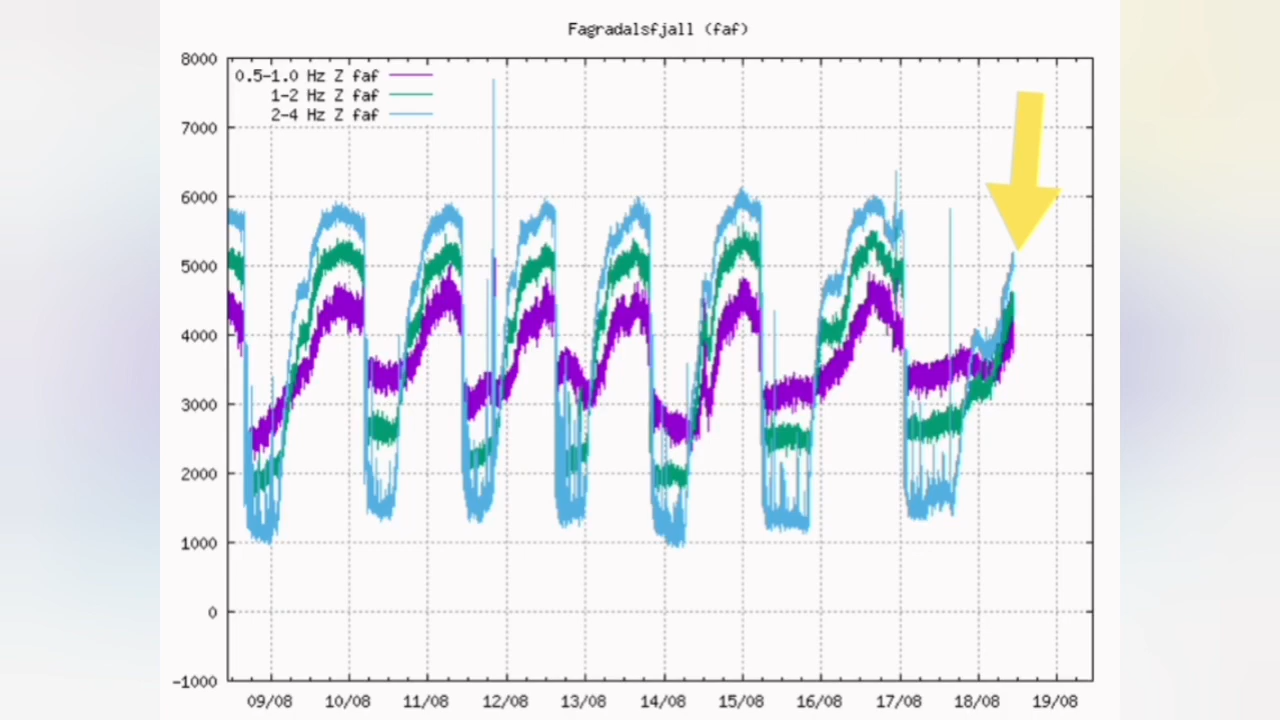 Fagradalsfjall (faf)
8000
0.5-1.0 Hz Z faf
1-2 Hz Z faf
2-4 Hz Z faf
7000
6000
5000
4000
3000
2000
1000
0
-1000
09/08 10/08 11/08 12/08 13/08 14/08 15/08 16/08 17/08 18/08 19/08